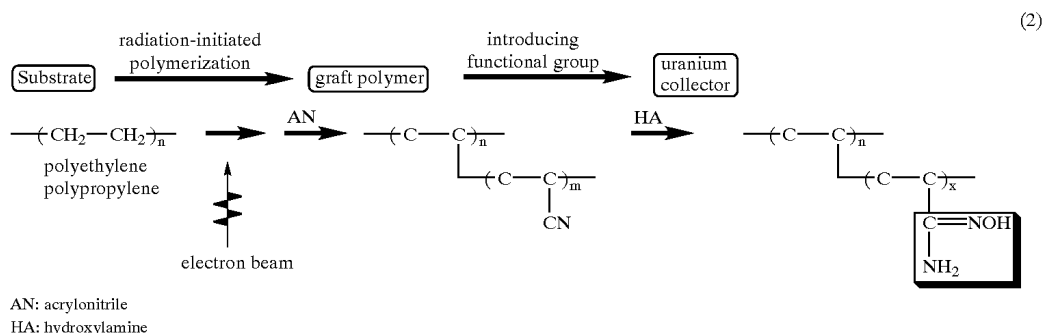 (2)
radiation-initiated
polymerization
introducing
functional group
Substrate
graft polymer
uranium
collector
AN
HA
—(CH2—CH2)n
polyethylene
polypropylene
—(C—C)n
—(C—C)m
CN
—(C—C)n
—(C—C)x
C=NOH
NH2
electron beam
AN: acrylonitrile
HA: hydroxylamine